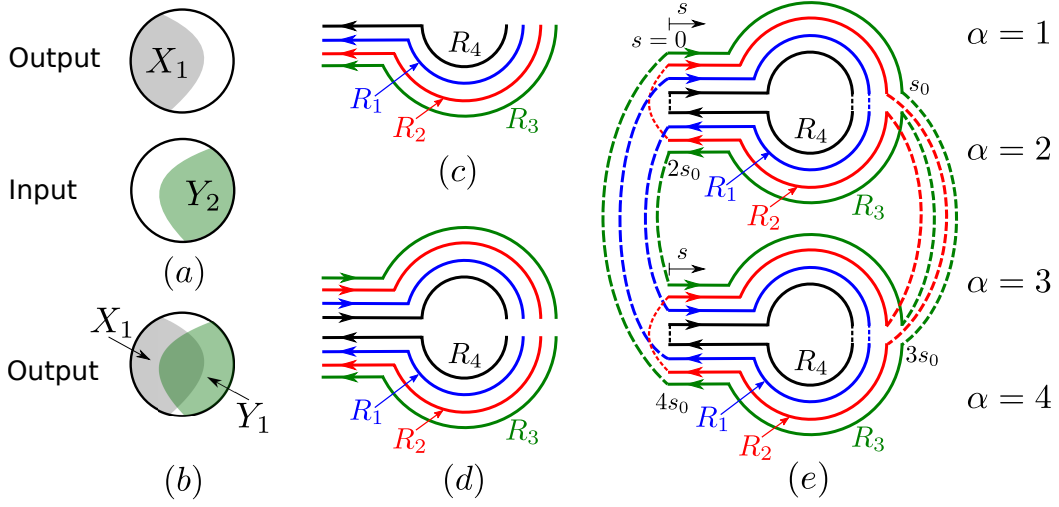 Output
X₁
Input
Y₂
(a)
X₁
Output
Y₁
(b)
R₄
R₁
R₂
R₃
(c)
R₄
R₁
R₂
R₃
(d)
s
s = 0
α = 1
s₀
R₄
α = 2
2s₀
R₁
R₂
R₃
s
α = 3
R₄
3s₀
4s₀
R₁
R₂
R₃
α = 4
(e)